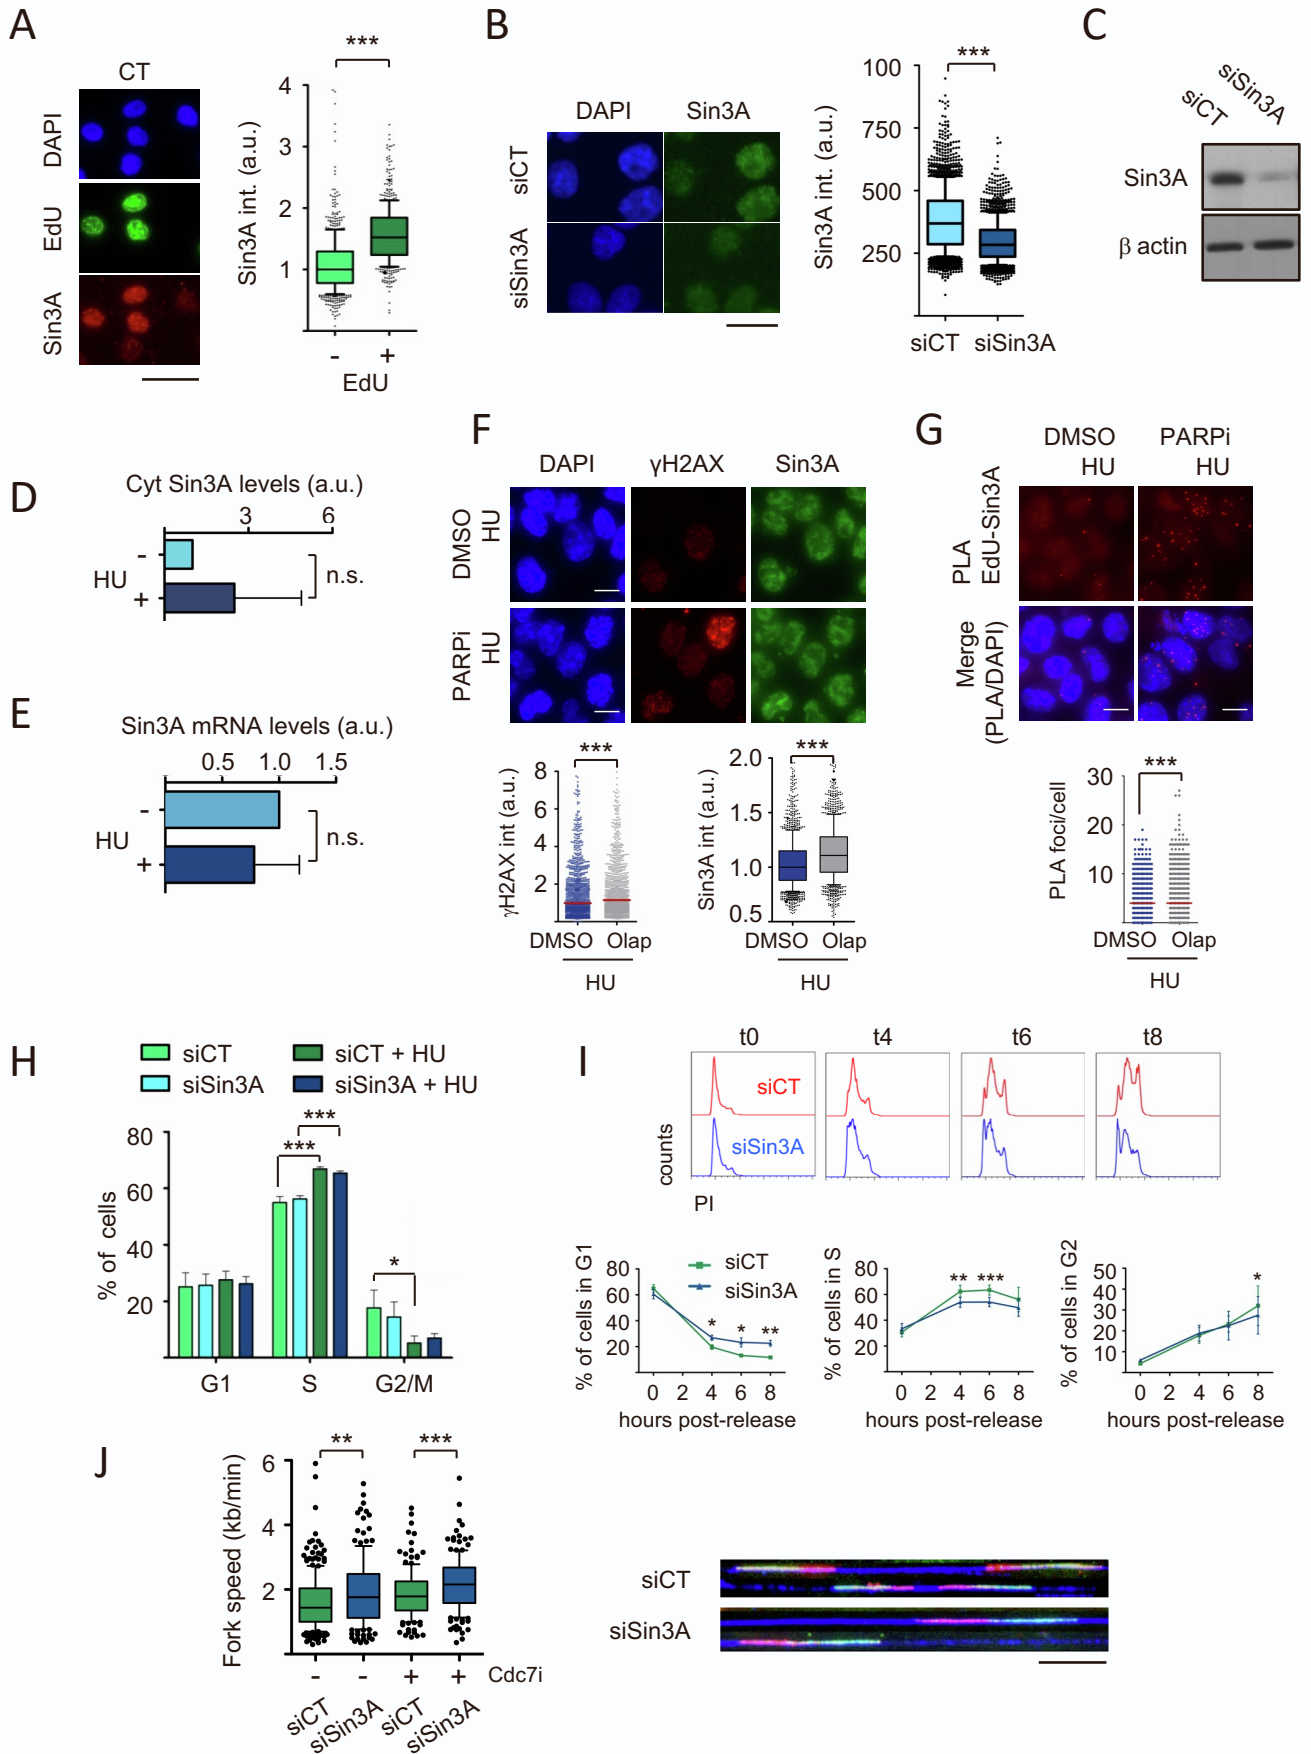 A
CT
DAPI
EdU
Sin3A
Sin3A int. (a.u.)
***
4
3
2
1
- +
EdU
B
DAPI Sin3A
siCT
siSin3A
Sin3A int. (a.u.)
***
100
750
500
250
siCT siSin3A
C
siCT
siSin3A
Sin3A
β actin
D
Cyt Sin3A levels (a.u.)
3 6
HU
-
+
n.s.
E
Sin3A mRNA levels (a.u.)
0.5 1.0 1.5
HU
-
+
n.s.
F
DAPI γH2AX Sin3A
DMSO
HU
PARPi
HU
γH2AX int (a.u.)
***
8
6
4
2
DMSO Olap
HU
Sin3A int (a.u.)
***
2.0
1.5
1.0
0.5
DMSO Olap
HU
G
DMSO PARPi
HU HU
PLA
EdU-Sin3A
Merge
(PLA/DAPI)
PLA foci/cell
***
30
20
10
DMSO Olap
HU
H
siCT siCT + HU
siSin3A siSin3A + HU
% of cells
80
60
40
20
***
***
*
G1 S G2/M
I
t0 t4 t6 t8
siCT
siSin3A
counts
PI
% of cells in G1
80
60
40
20
siCT
siSin3A
* * **
0 2 4 6 8
hours post-release
% of cells in S
80
60
40
20
** ***
0 2 4 6 8
hours post-release
% of cells in G2
50
40
30
20
10
*
0 2 4 6 8
hours post-release
J
Fork speed (kb/min)
6
4
2
** ***
- - + + Cdc7i
siCT siSin3A siCT siSin3A
siCT
siSin3A